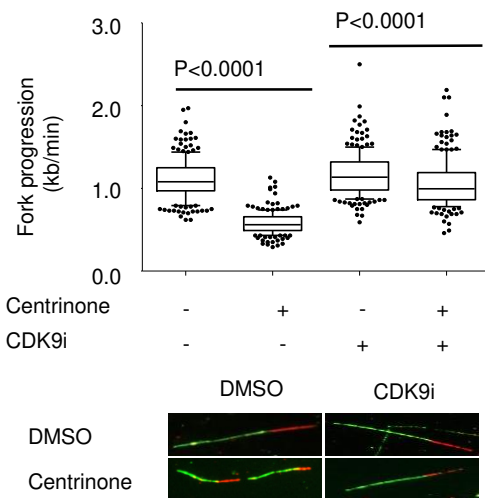 3.0
P<0.0001
P<0.0001
2.0
Fork progression
(kb/min)
1.0
0.0
Centrinone - + - +
CDK9i - - + +
DMSO CDK9i
DMSO
Centrinone